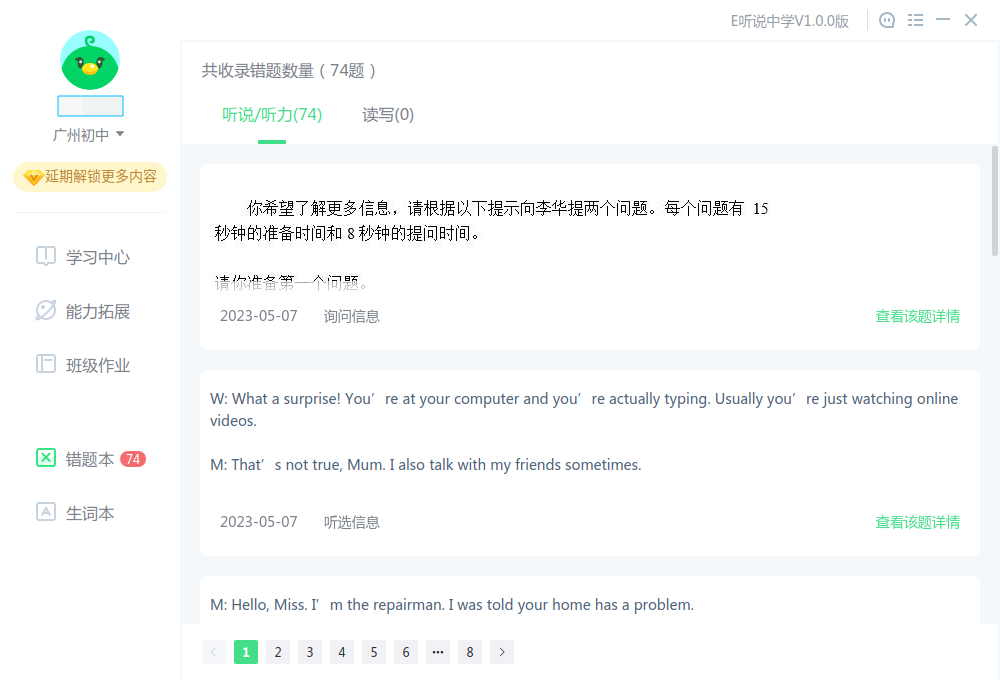 E听说中学V1.0.0版
广州初中
延期解锁更多内容
学习中心
能力拓展
班级作业
错题本 74
生词本
共收录错题数量（74题）
听说/听力(74) 读写(0)
你希望了解更多信息，请根据以下提示向李华提两个问题。每个问题有 15
秒钟的准备时间和 8 秒钟的提问时间。
请你准备第一个问题。
2023-05-07 询问信息 查看该题详情
W: What a surprise! You’re at your computer and you’re actually typing. Usually you’re just watching online
videos.
M: That’s not true, Mum. I also talk with my friends sometimes.
2023-05-07 听选信息 查看该题详情
M: Hello, Miss. I’m the repairman. I was told your home has a problem.
< 1 2 3 4 5 6 ••• 8 >